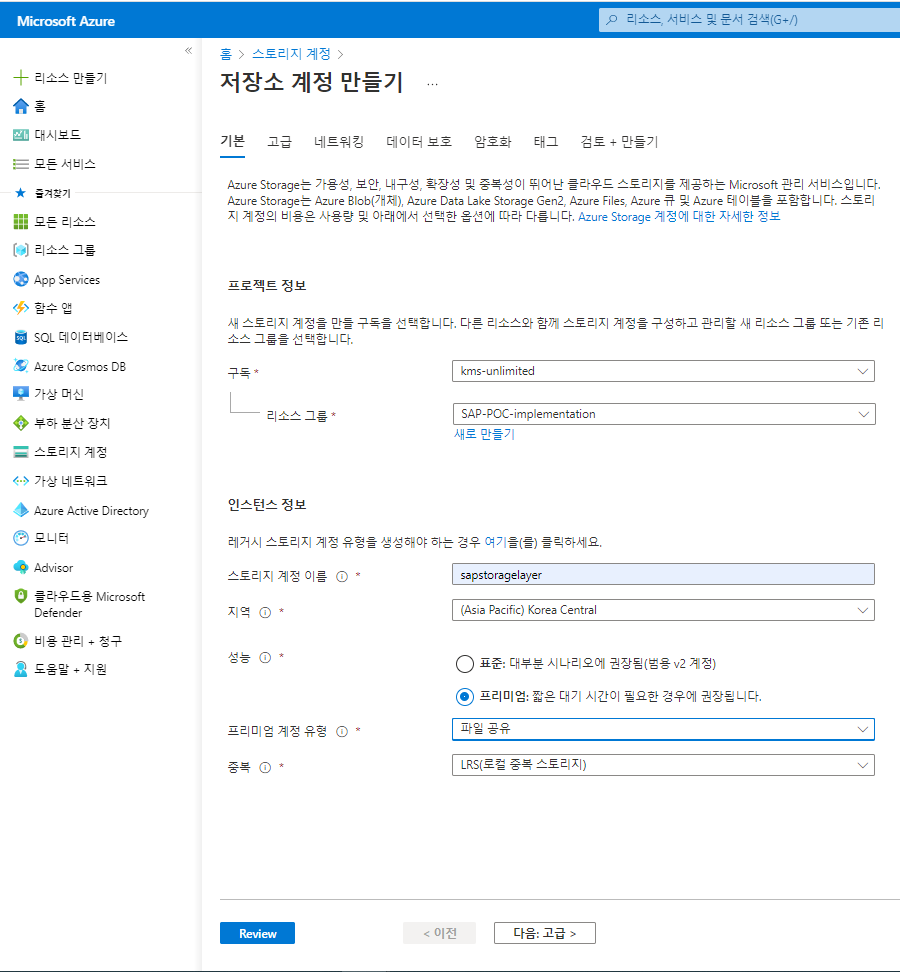 Microsoft Azure
리소스, 서비스 및 문서 검색(G+/)
«
리소스 만들기
홈
대시보드
모든 서비스
즐겨찾기
모든 리소스
리소스 그룹
App Services
함수 앱
SQL 데이터베이스
Azure Cosmos DB
가상 머신
부하 분산 장치
스토리지 계정
가상 네트워크
Azure Active Directory
모니터
Advisor
클라우드용 Microsoft
Defender
비용 관리 + 청구
도움말 + 지원
홈 > 스토리지 계정 >
저장소 계정 만들기 ...
기본 고급 네트워킹 데이터 보호 암호화 태그 검토 + 만들기
Azure Storage는 가용성, 보안, 내구성, 확장성 및 중복성이 뛰어난 클라우드 스토리지를 제공하는 Microsoft 관리 서비스입니다.
Azure Storage는 Azure Blob(개체), Azure Data Lake Storage Gen2, Azure Files, Azure 큐 및 Azure 테이블을 포함합니다. 스토리
지 계정의 비용은 사용량 및 아래에서 선택한 옵션에 따라 다릅니다. Azure Storage 계정에 대한 자세한 정보
프로젝트 정보
새 스토리지 계정을 만들 구독을 선택합니다. 다른 리소스와 함께 스토리지 계정을 구성하고 관리할 새 리소스 그룹 또는 기존 리
소스 그룹을 선택합니다.
구독 * kms-unlimited
리소스 그룹 * SAP-POC-implementation
새로 만들기
인스턴스 정보
레거시 스토리지 계정 유형을 생성해야 하는 경우 여기을(를) 클릭하세요.
스토리지 계정 이름 * sapstoragelayer
지역 * (Asia Pacific) Korea Central
성능 *
표준: 대부분 시나리오에 권장됨(범용 v2 계정)
프리미엄: 짧은 대기 시간이 필요한 경우에 권장됩니다.
프리미엄 계정 유형 * 파일 공유
중복 * LRS(로컬 중복 스토리지)
Review < 이전 다음: 고급 >